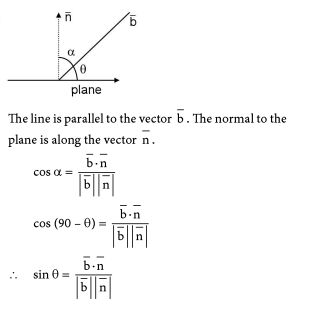 n̄
b̄
α
θ
plane
The line is parallel to the vector b̄ . The normal to the
plane is along the vector n̄ .
cos α = b̄ · n̄ / |b̄| |n̄|
cos (90 – θ) = b̄ · n̄ / |b̄| |n̄|
∴ sin θ = b̄ · n̄ / |b̄| |n̄|